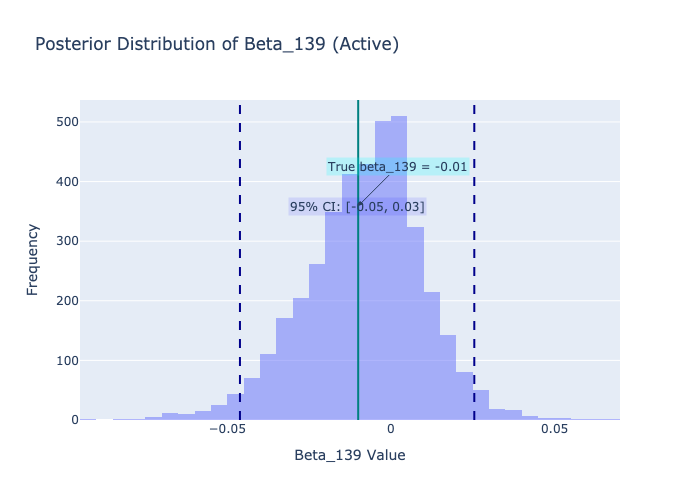 Posterior Distribution of Beta_139 (Active)
500
400
300
200
100
0
Frequency
True beta_139 = -0.01
95% CI: [-0.05, 0.03]
−0.05
0
0.05
Beta_139 Value